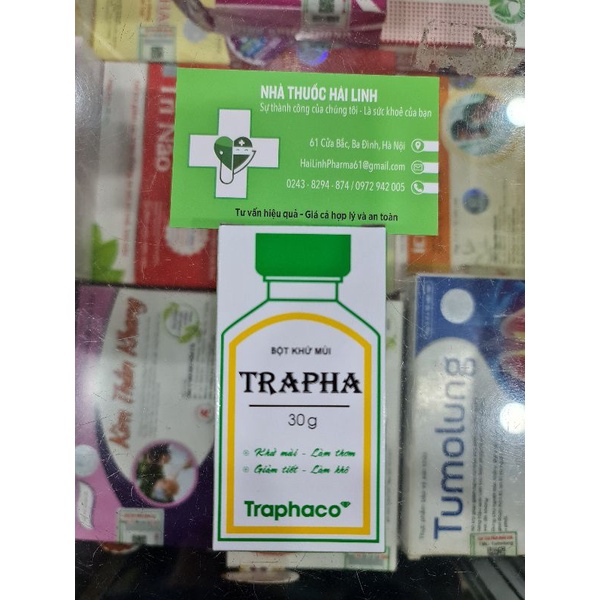 NHÀ THUỐC HẢI LINH
Sự thành công của chúng tôi - Là sức khoẻ của bạn
61 Cửa Bắc, Ba Đình, Hà Nội
HaiLinhPharma61@gmail.com
0243 - 8294 - 874 / 0972 942 005
Tư vấn hiệu quả - Giá cả hợp lý và an toàn
BỘT KHỬ MÙI
TRAPHA
30g
Khử mùi - Làm thơm
Giảm tiết - Làm khô
Traphaco
Kim Thần Khang
Tumolung